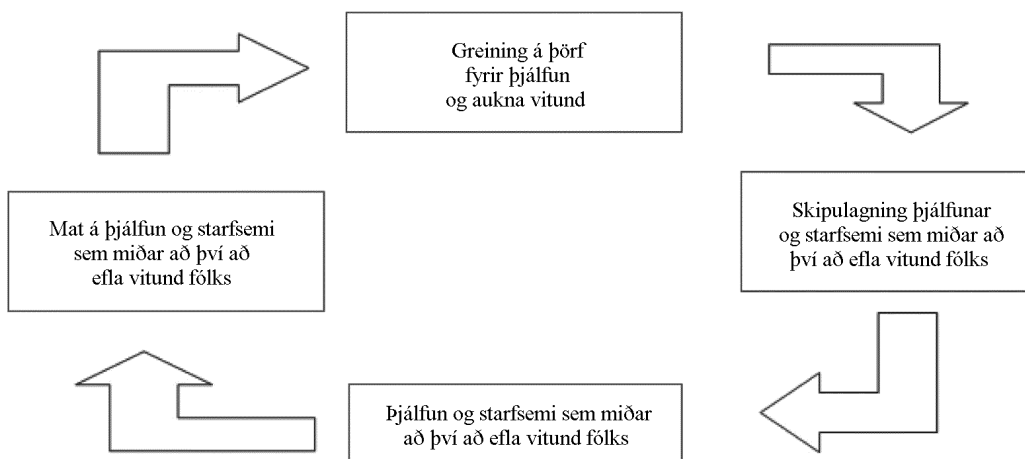 Greining á þörf
fyrir þjálfun
og aukna vitund
Skipulagning þjálfunar
og starfsemi sem miðar að
því að efla vitund fólks
Þjálfun og starfsemi sem miðar
að því að efla vitund fólks
Mat á þjálfun og starfsemi
sem miðar að því að
efla vitund fólks